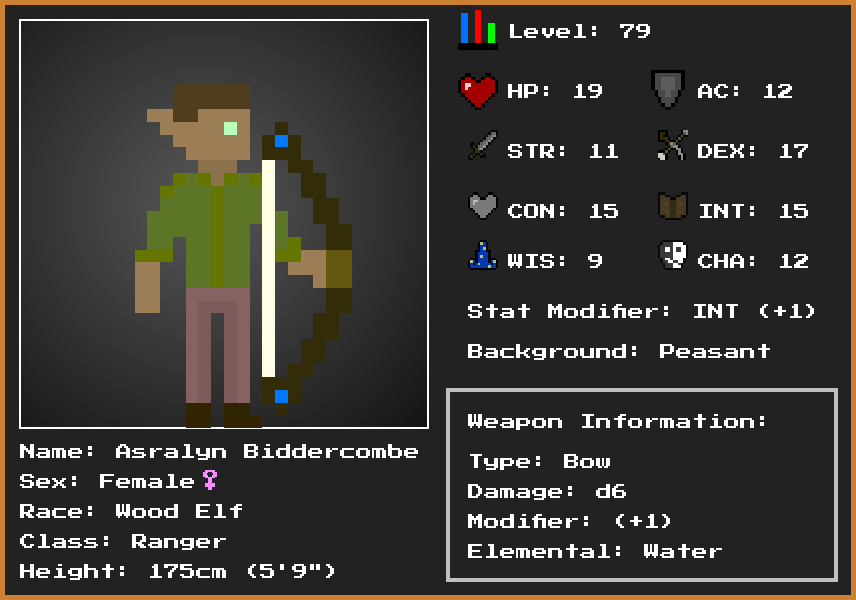 Level: 79
HP: 19 AC: 12
STR: 11 DEX: 17
CON: 15 INT: 15
WIS: 9 CHA: 12
Stat Modifier: INT (+1)
Background: Peasant
Name: Asralyn Biddercombe
Sex: Female♀
Race: Wood Elf
Class: Ranger
Height: 175cm (5'9")
Weapon Information:
Type: Bow
Damage: d6
Modifier: (+1)
Elemental: Water